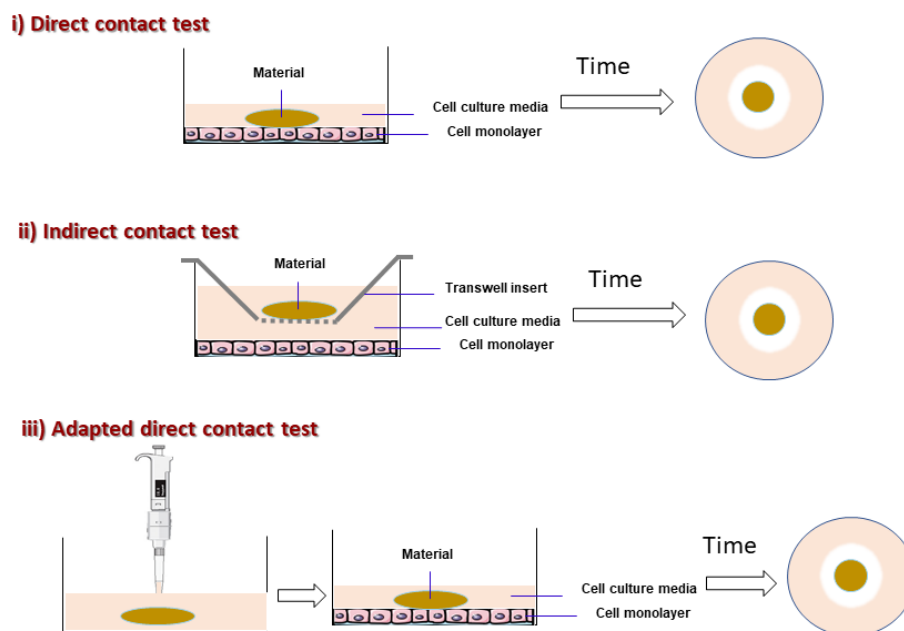 i) Direct contact test
Material
Time
Cell culture media
Cell monolayer
ii) Indirect contact test
Material
Time
Transwell insert
Cell culture media
Cell monolayer
iii) Adapted direct contact test
Material
Time
Cell culture media
Cell monolayer